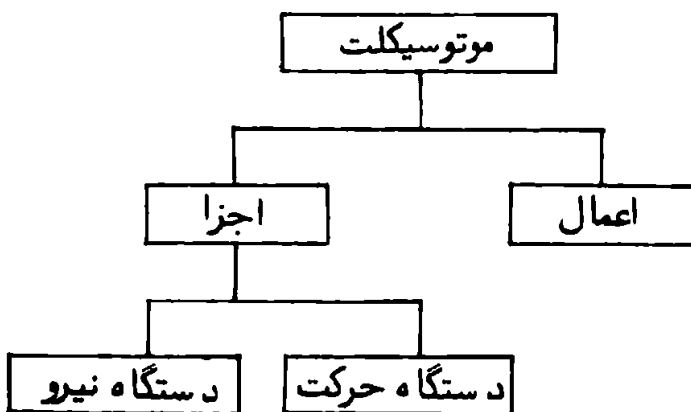 موتوسیکلت
اعمال
اجزا
دستگاه حرکت
دستگاه نیرو